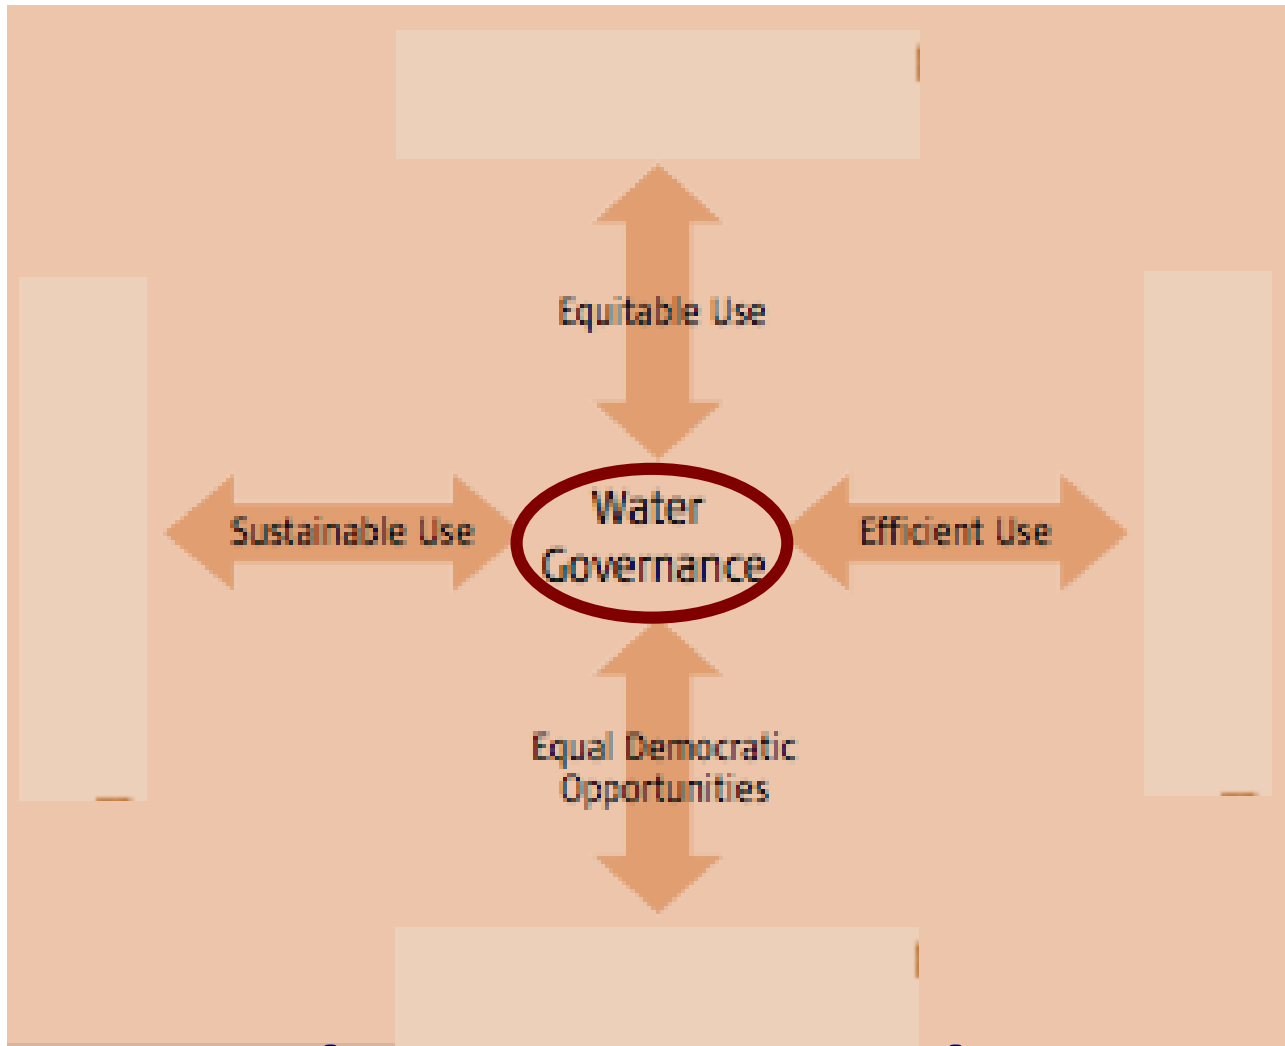 Equitable Use
Sustainable Use
Water
Governance
Efficient Use
Equal Democratic
Opportunities